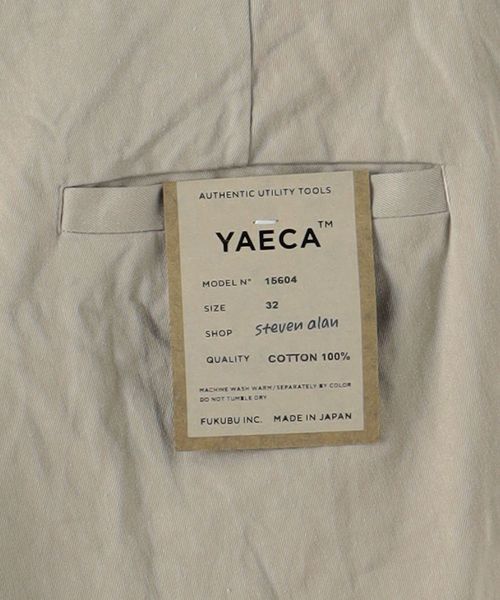 AUTHENTIC UTILITY TOOLS
YAECA™
MODEL N° 15604
SIZE 32
SHOP steven alan
QUALITY COTTON 100%
MACHINE WASH WARM/SEPARATELY BY COLOR
DO NOT TUMBLE DRY
FUKUBU INC. MADE IN JAPAN